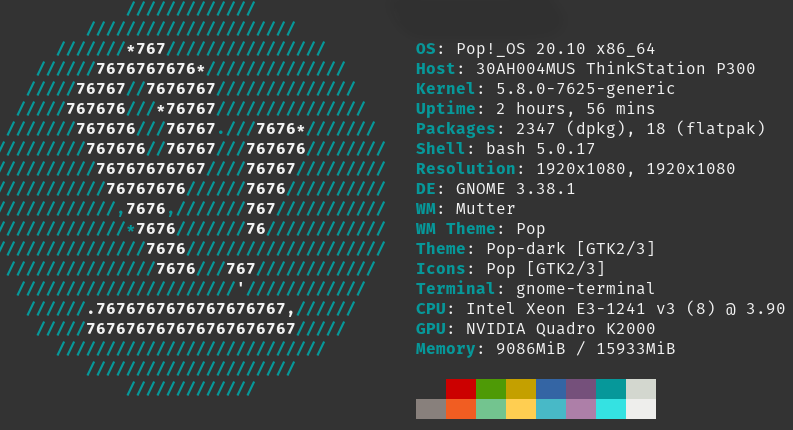 /////////////
/////////////////////
///////*767////////////////
//////7676767676*//////////////
/////76767//7676767//////////////
/////767676///*76767///////////////
///////767676///76767.///7676*///////
/////////767676//76767///767676////////
//////////76767676767////76767/////////
///////////76767676//////7676//////////
////////////,7676,///////767///////////
/////////////*7676///////76////////////
///////////////7676////////////////////
///////////////7676///767////////////
//////////////////////'////////////
//////.7676767676767676767,//////
/////767676767676767676767/////
///////////////////////////
/////////////////////
/////////////
OS: Pop!_OS 20.10 x86_64
Host: 30AH004MUS ThinkStation P300
Kernel: 5.8.0-7625-generic
Uptime: 2 hours, 56 mins
Packages: 2347 (dpkg), 18 (flatpak)
Shell: bash 5.0.17
Resolution: 1920x1080, 1920x1080
DE: GNOME 3.38.1
WM: Mutter
WM Theme: Pop
Theme: Pop-dark [GTK2/3]
Icons: Pop [GTK2/3]
Terminal: gnome-terminal
CPU: Intel Xeon E3-1241 v3 (8) @ 3.90
GPU: NVIDIA Quadro K2000
Memory: 9086MiB / 15933MiB